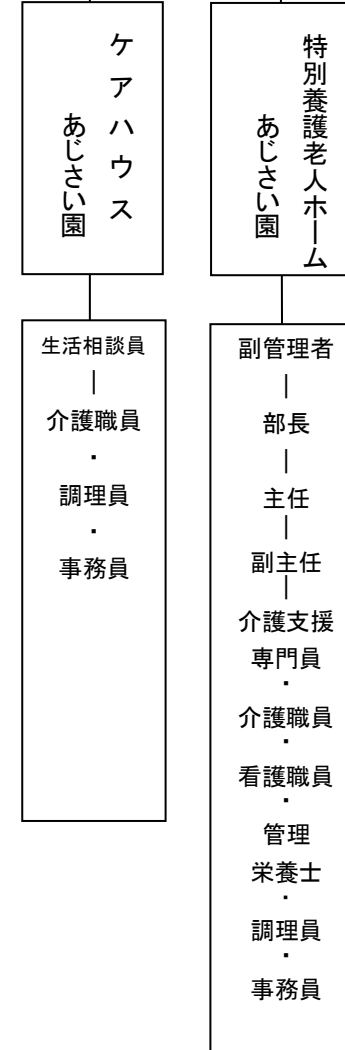 ケアハウス
あじさい園
生活相談員
|
介護職員
・
調理員
・
事務員
特別養護老人ホーム
あじさい園
副管理者
|
部長
|
主任
|
副主任
|
介護支援
専門員
・
介護職員
・
看護職員
・
管理
栄養士
・
調理員
・
事務員